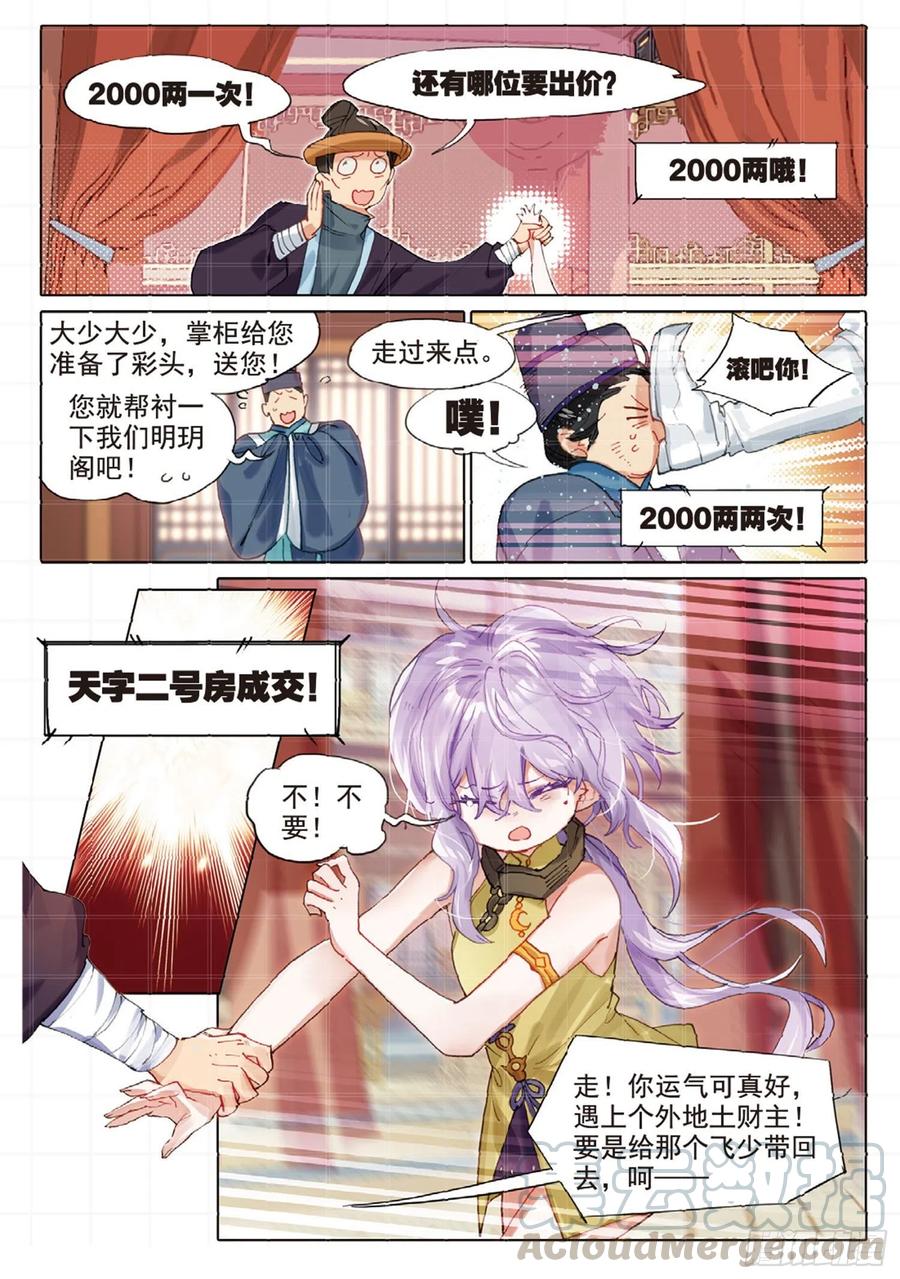 2000两一次！
还有哪位要出价？
2000两哦！
大少大少，掌柜给您
准备了彩头，送您！
您就帮衬一
下我们明玥
阁吧！
走过来点。
噗！
滚吧你！
2000两两次！
天字二号房成交！
不！不
要！
走！你运气可真好，
遇上个外地土财主！
要是给那个飞少带回
去，呵——
AcloudMerge.com